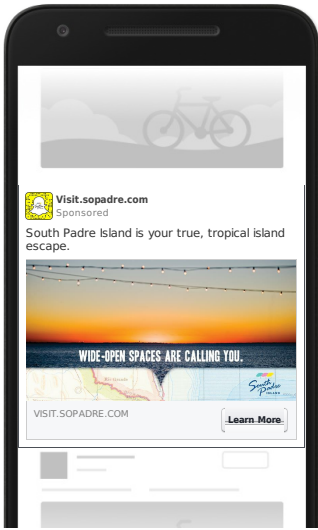 Visit.sopadre.com
Sponsored
South Padre Island is your true, tropical island
escape.
WIDE-OPEN SPACES ARE CALLING YOU.
South
Padre
ISLAND
VISIT.SOPADRE.COM
Learn More